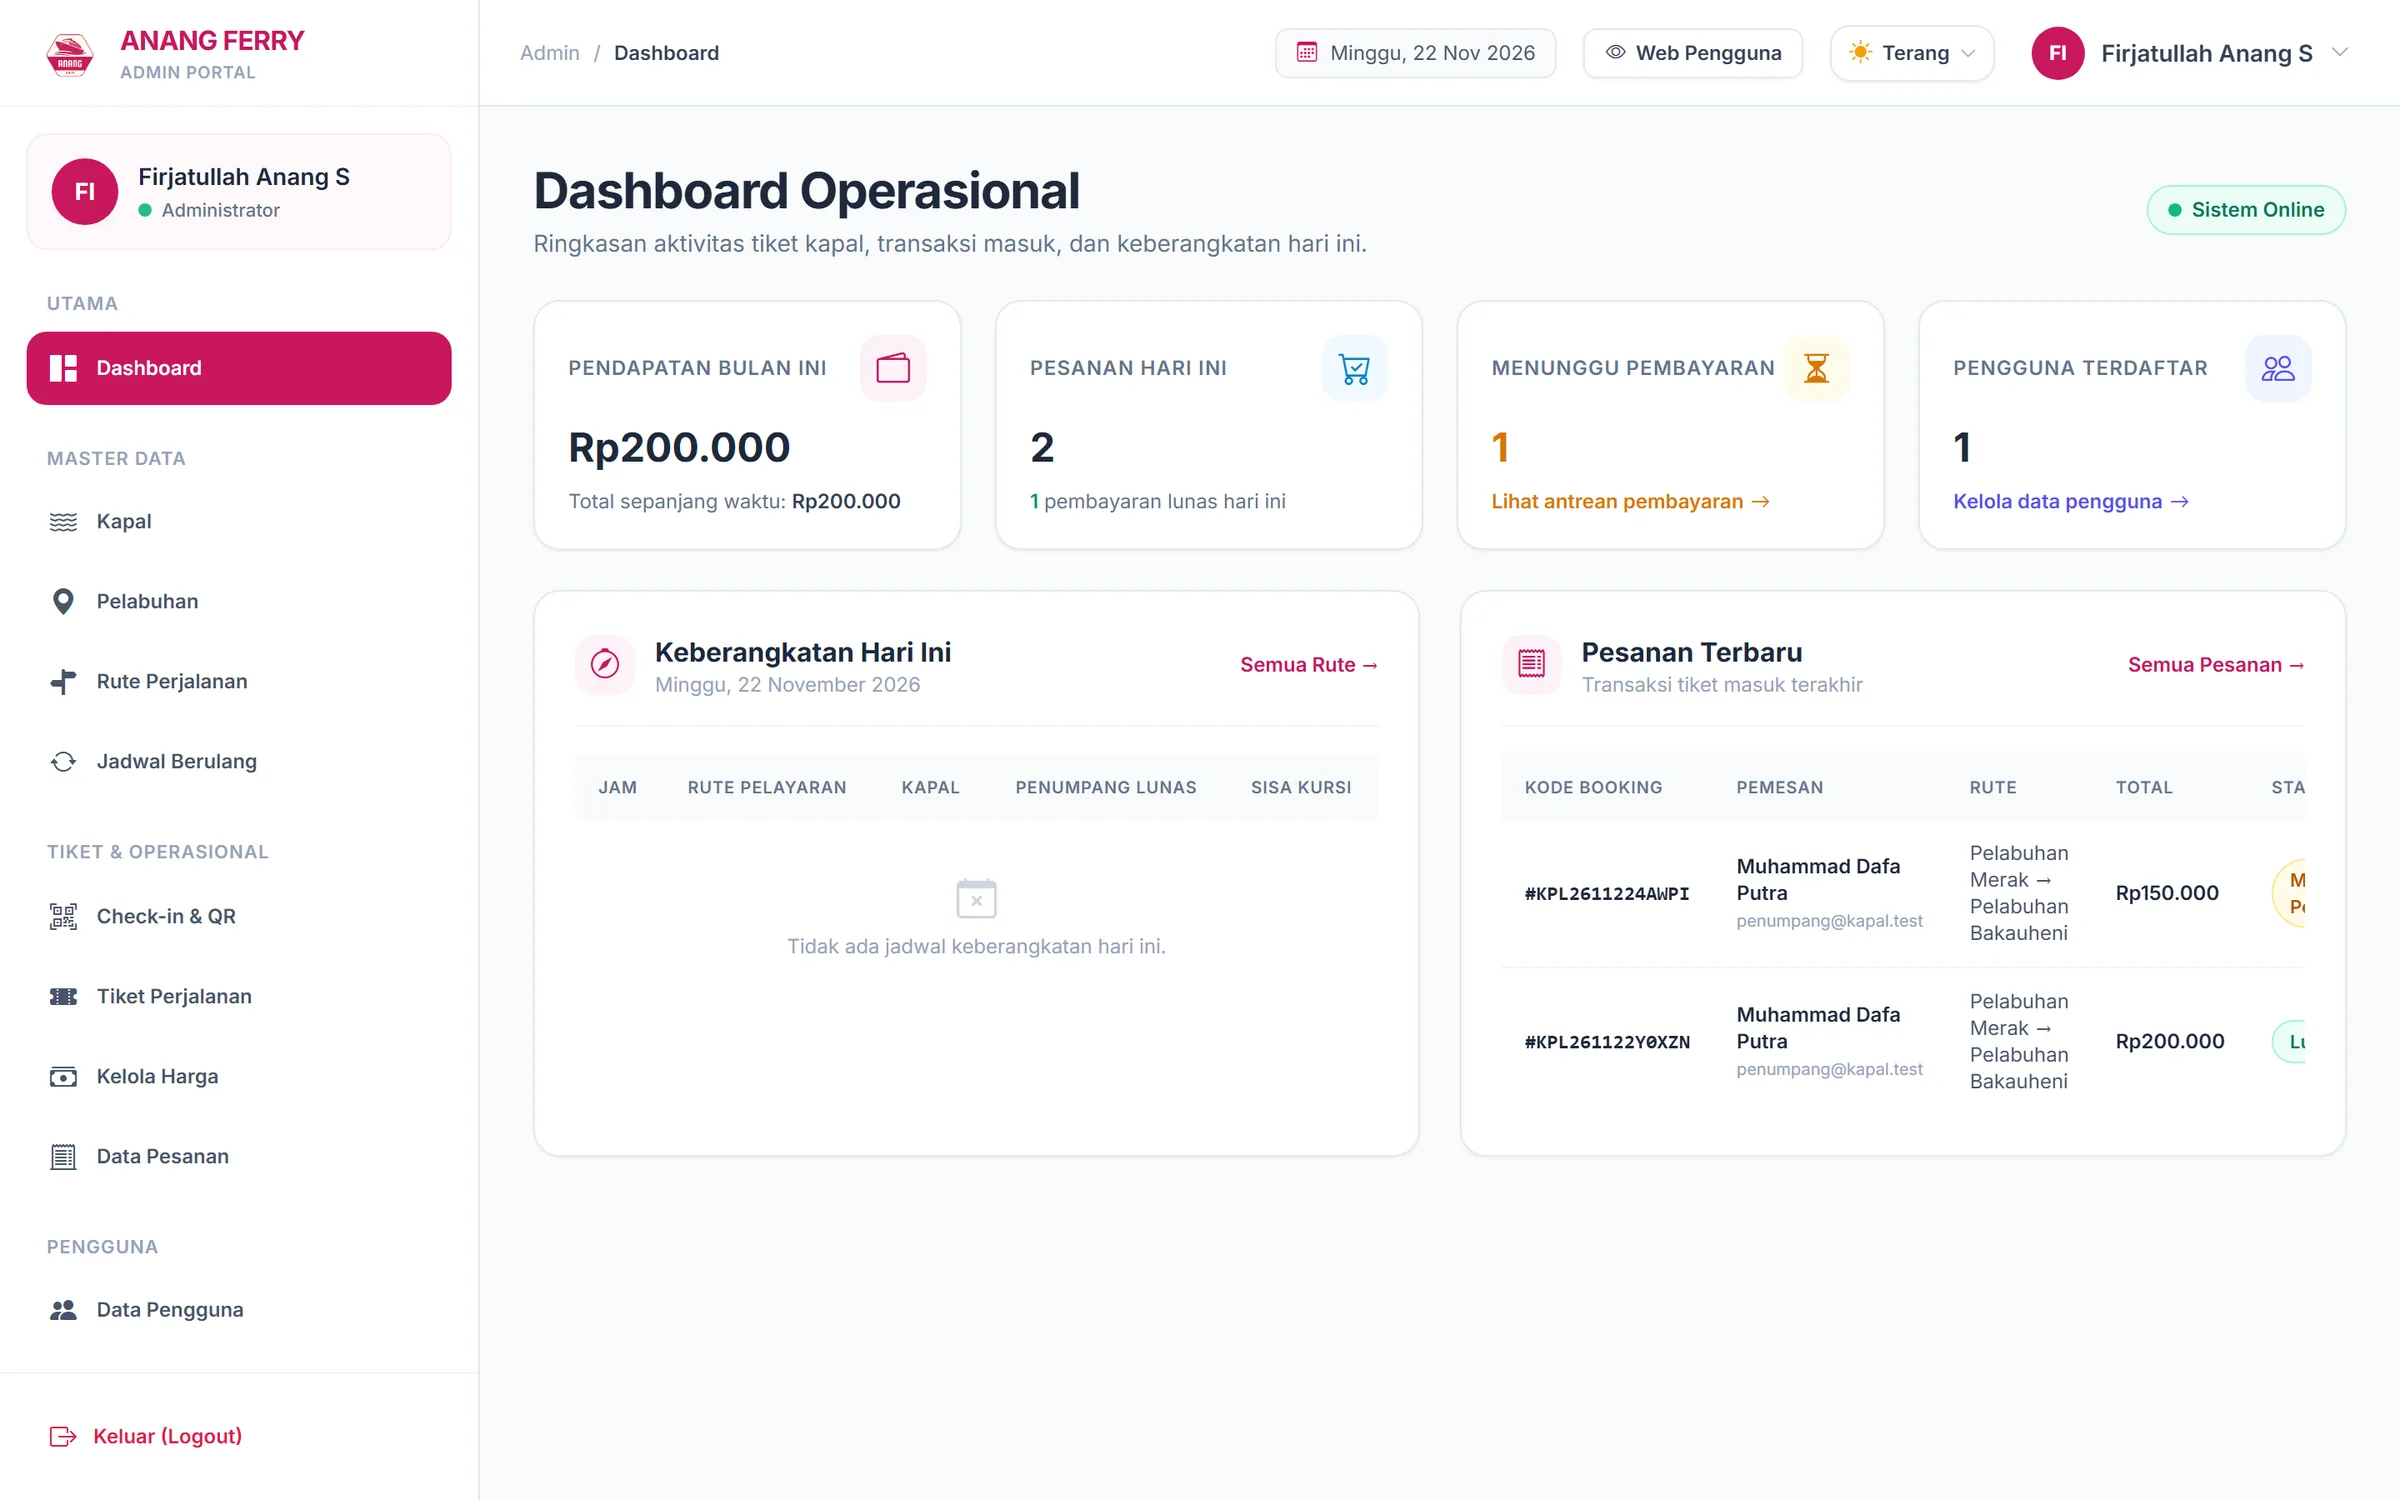 ANANG
ANANG FERRY
ADMIN PORTAL
Admin / Dashboard
Minggu, 22 Nov 2026
Web Pengguna
Terang
FI
Firjatullah Anang S
FI
Firjatullah Anang S
Administrator
UTAMA
Dashboard
MASTER DATA
Kapal
Pelabuhan
Rute Perjalanan
Jadwal Berulang
TIKET & OPERASIONAL
Check-in & QR
Tiket Perjalanan
Kelola Harga
Data Pesanan
PENGGUNA
Data Pengguna
Keluar (Logout)
Dashboard Operasional
Ringkasan aktivitas tiket kapal, transaksi masuk, dan keberangkatan hari ini.
Sistem Online
PENDAPATAN BULAN INI
Rp200.000
Total sepanjang waktu: Rp200.000
PESANAN HARI INI
2
1 pembayaran lunas hari ini
MENUNGGU PEMBAYARAN
1
Lihat antrean pembayaran →
PENGGUNA TERDAFTAR
1
Kelola data pengguna →
Keberangkatan Hari Ini
Minggu, 22 November 2026
Semua Rute →
JAM RUTE PELAYARAN KAPAL PENUMPANG LUNAS SISA KURSI
Tidak ada jadwal keberangkatan hari ini.
Pesanan Terbaru
Transaksi tiket masuk terakhir
Semua Pesanan →
KODE BOOKING PEMESAN RUTE TOTAL STA
#KPL2611224AWPI
Muhammad Dafa
Putra
penumpang@kapal.test
Pelabuhan
Merak →
Pelabuhan
Bakauheni
Rp150.000
#KPL261122Y0XZN
Muhammad Dafa
Putra
penumpang@kapal.test
Pelabuhan
Merak →
Pelabuhan
Bakauheni
Rp200.000